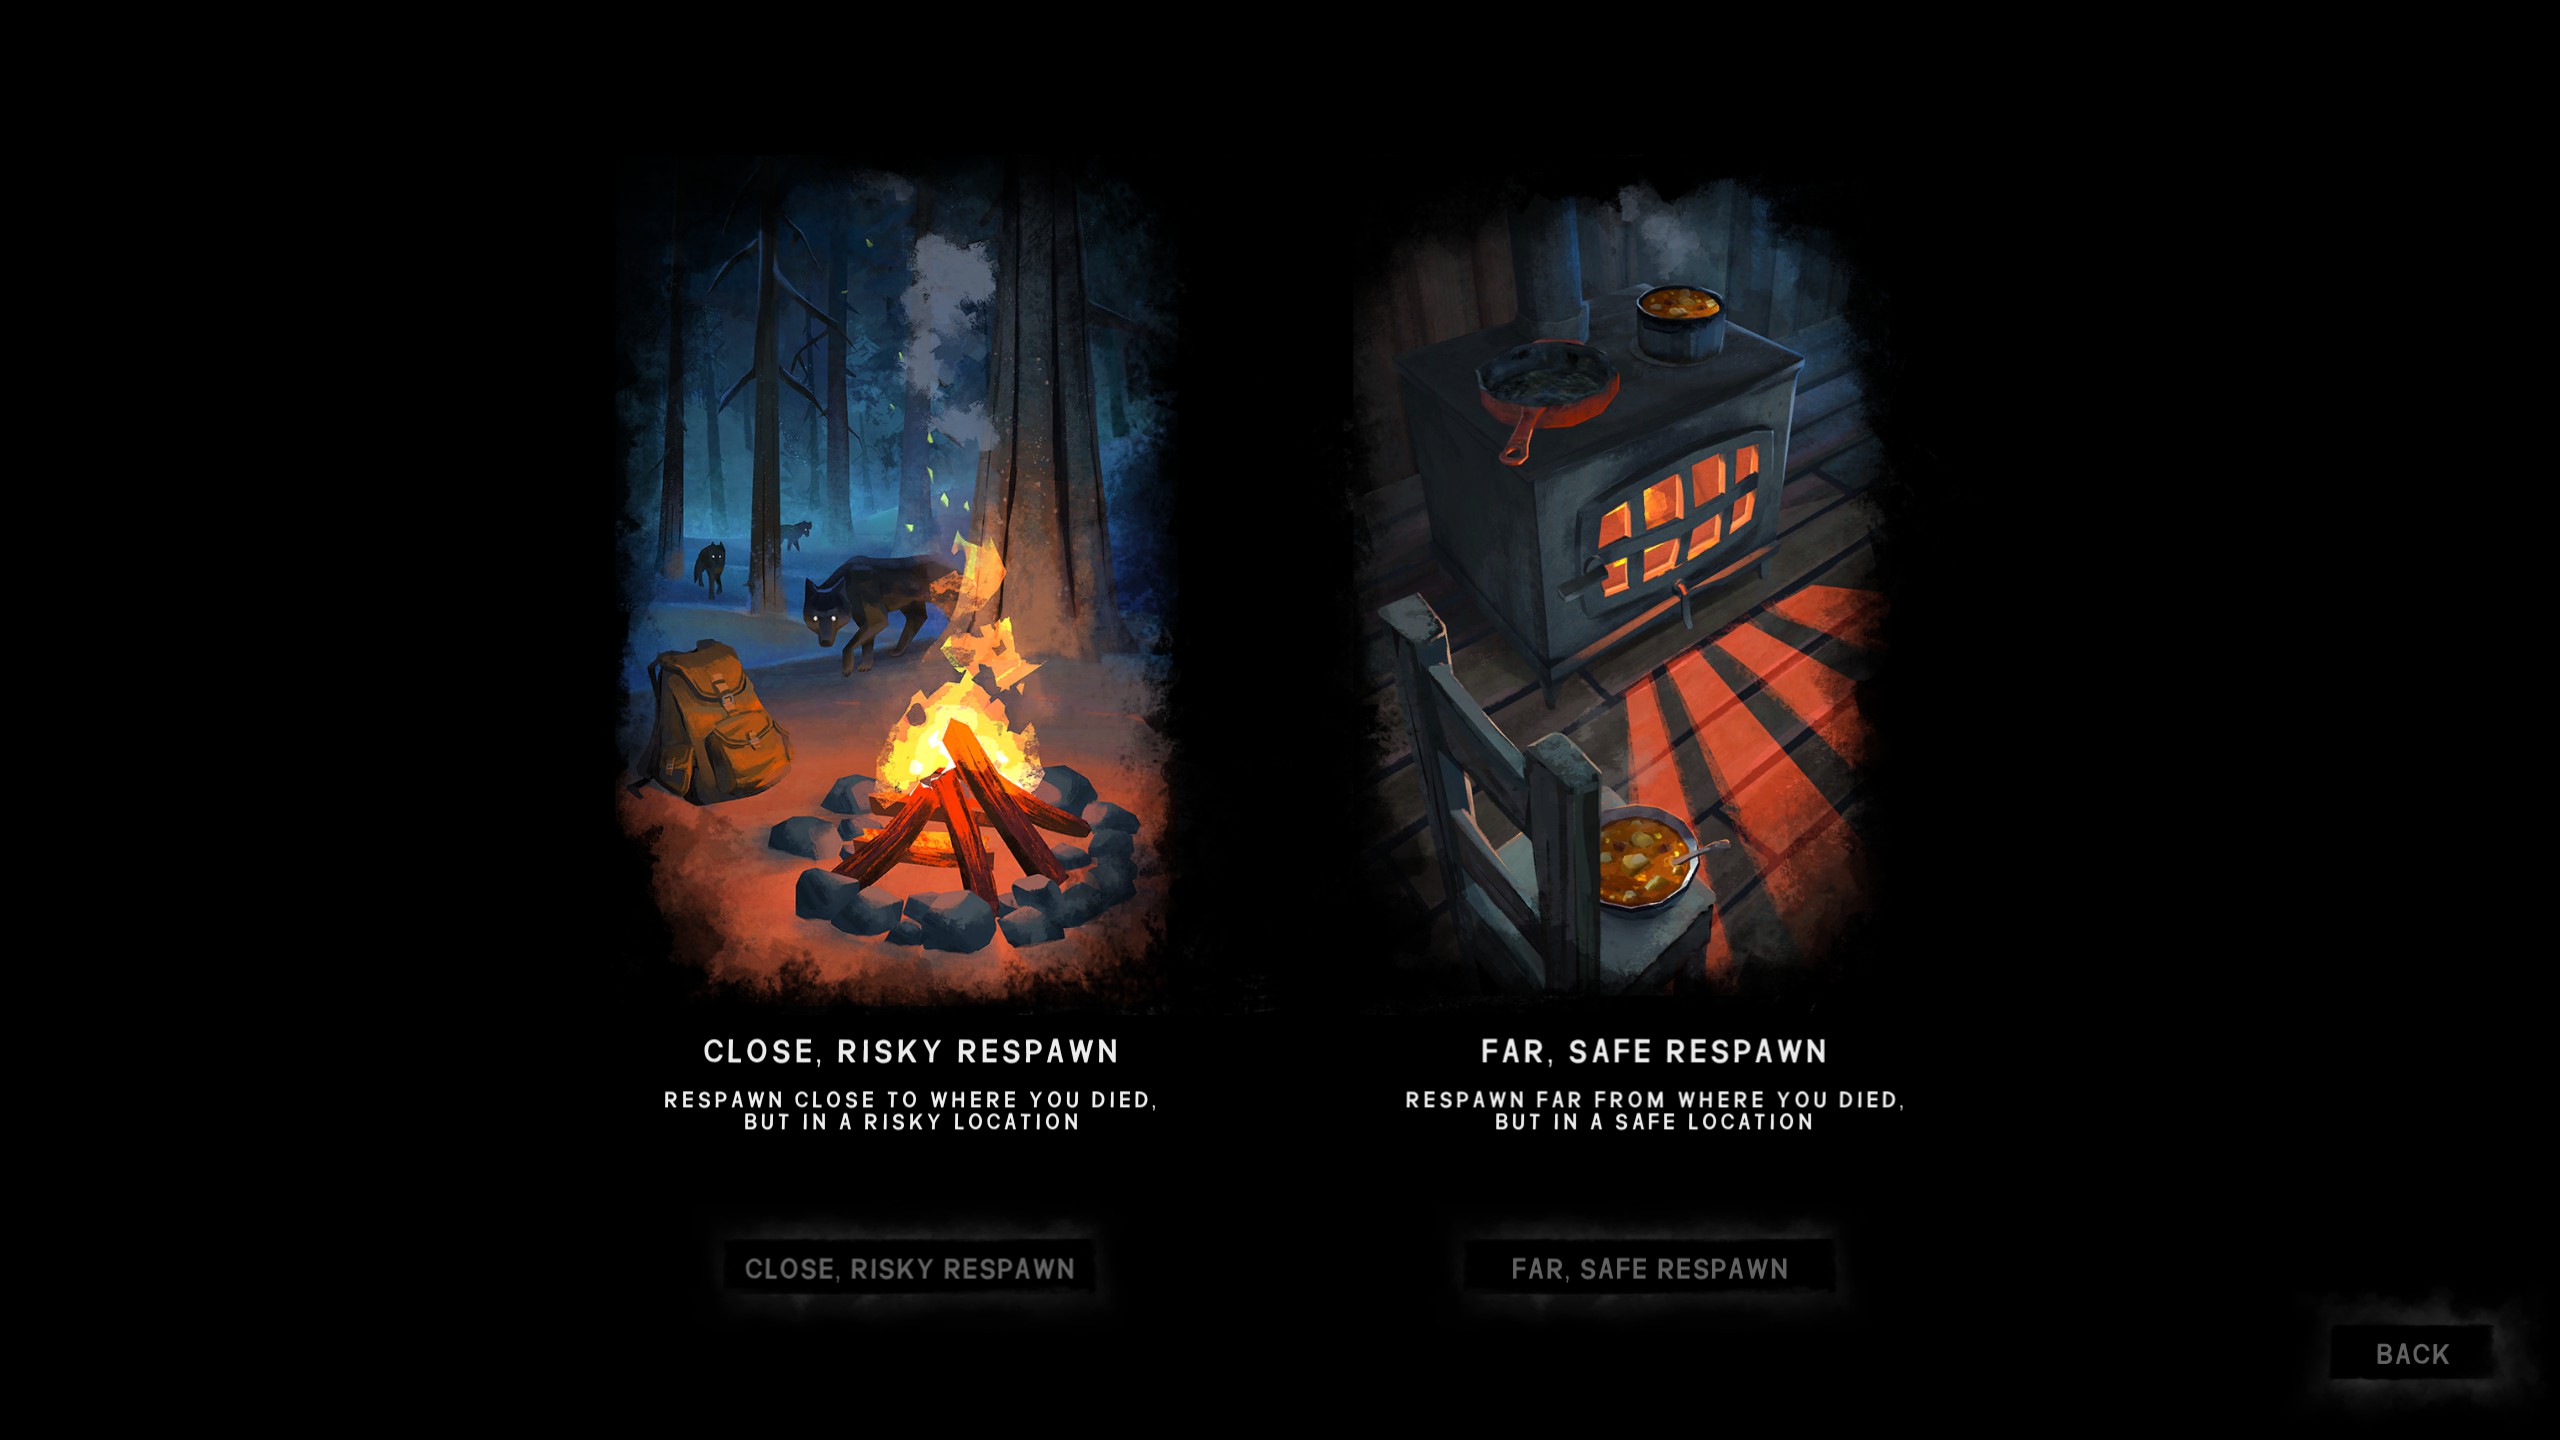 CLOSE, RISKY RESPAWN
RESPAWN CLOSE TO WHERE YOU DIED,
BUT IN A RISKY LOCATION
CLOSE, RISKY RESPAWN
FAR, SAFE RESPAWN
RESPAWN FAR FROM WHERE YOU DIED,
BUT IN A SAFE LOCATION
FAR, SAFE RESPAWN
BACK